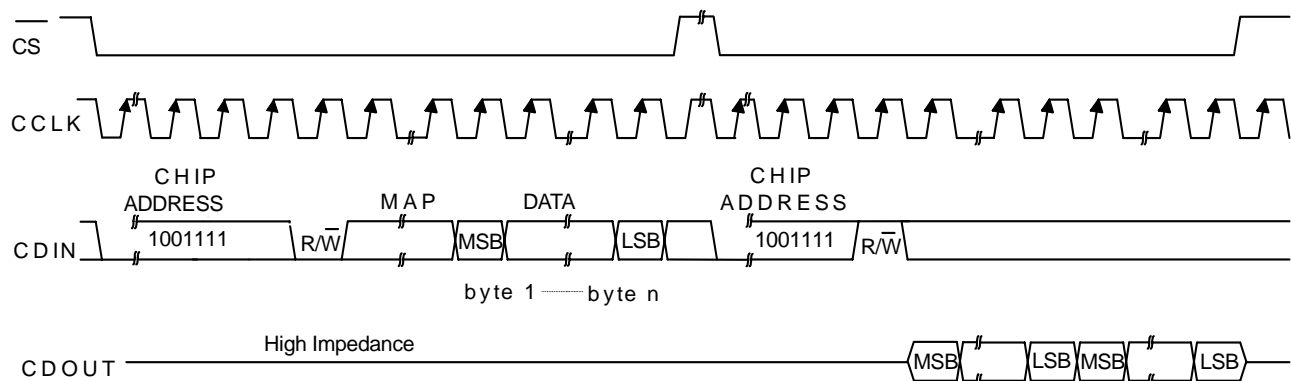 CS
CCLK
CHIP ADDRESS
MAP
DATA
CHIP ADDRESS
CDIN
1001111
R/W
MSB
LSB
1001111
R/W
byte 1 ........ byte n
High Impedance
CDOUT
MSB
LSB
MSB
LSB